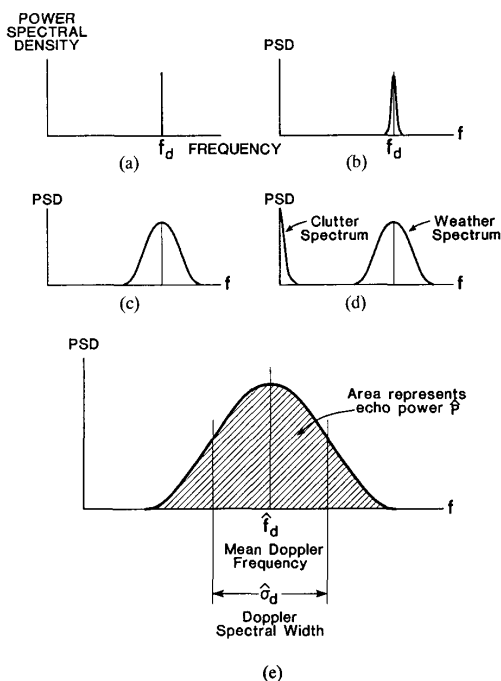 POWER
SPECTRAL
DENSITY
f_d FREQUENCY
(a)
PSD
f_d
f
(b)
PSD
f
(c)
PSD
Clutter
Spectrum
Weather
Spectrum
f
(d)
PSD
Area represents
echo power P̂
f
f̂_d
Mean Doppler
Frequency
σ̂_d
Doppler
Spectral Width
(e)